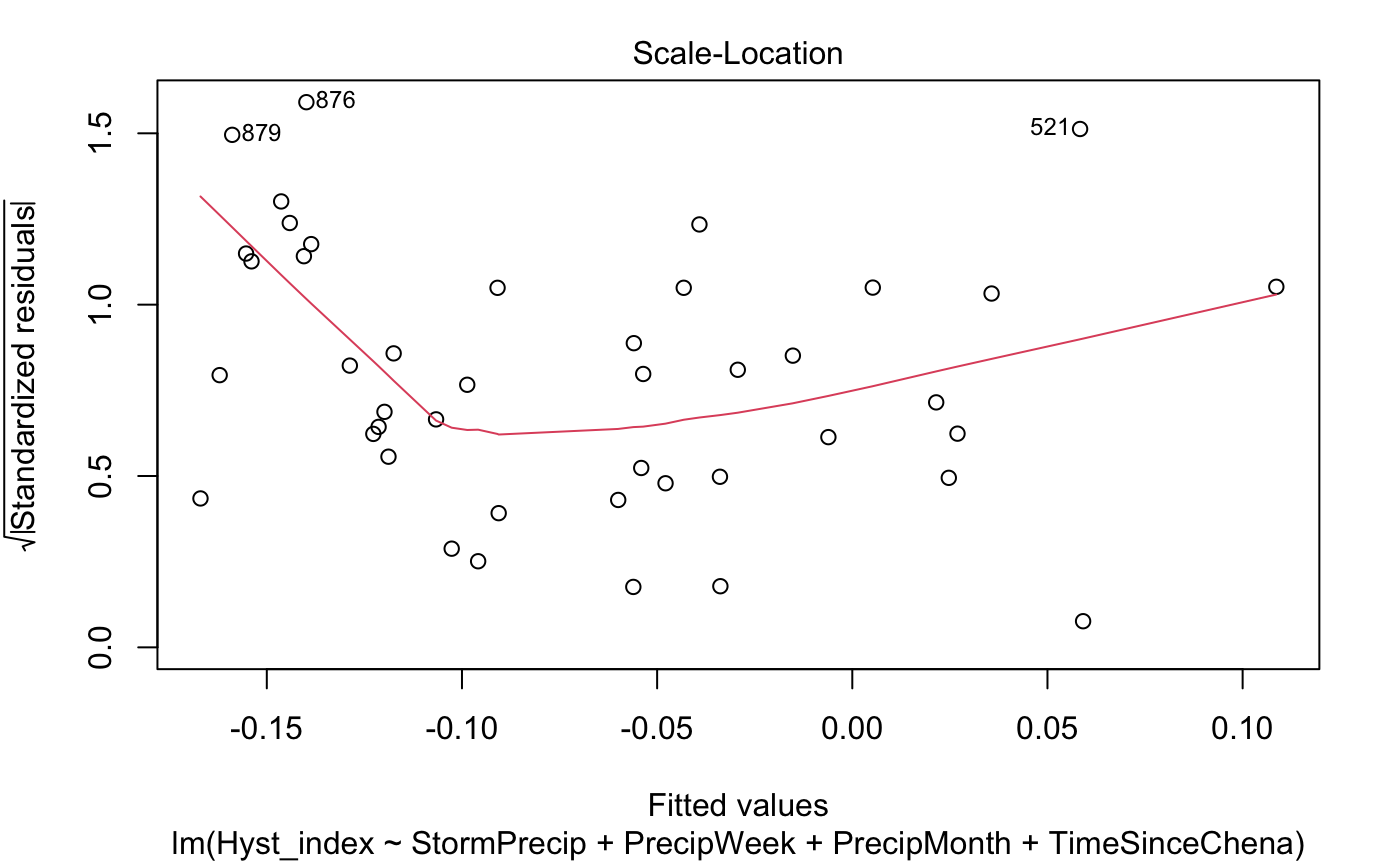 Scale-Location
√|Standardized residuals|
1.5
1.0
0.5
0.0
876
879
521
-0.15 -0.10 -0.05 0.00 0.05 0.10
Fitted values
lm(Hyst_index ~ StormPrecip + PrecipWeek + PrecipMonth + TimeSinceChena)